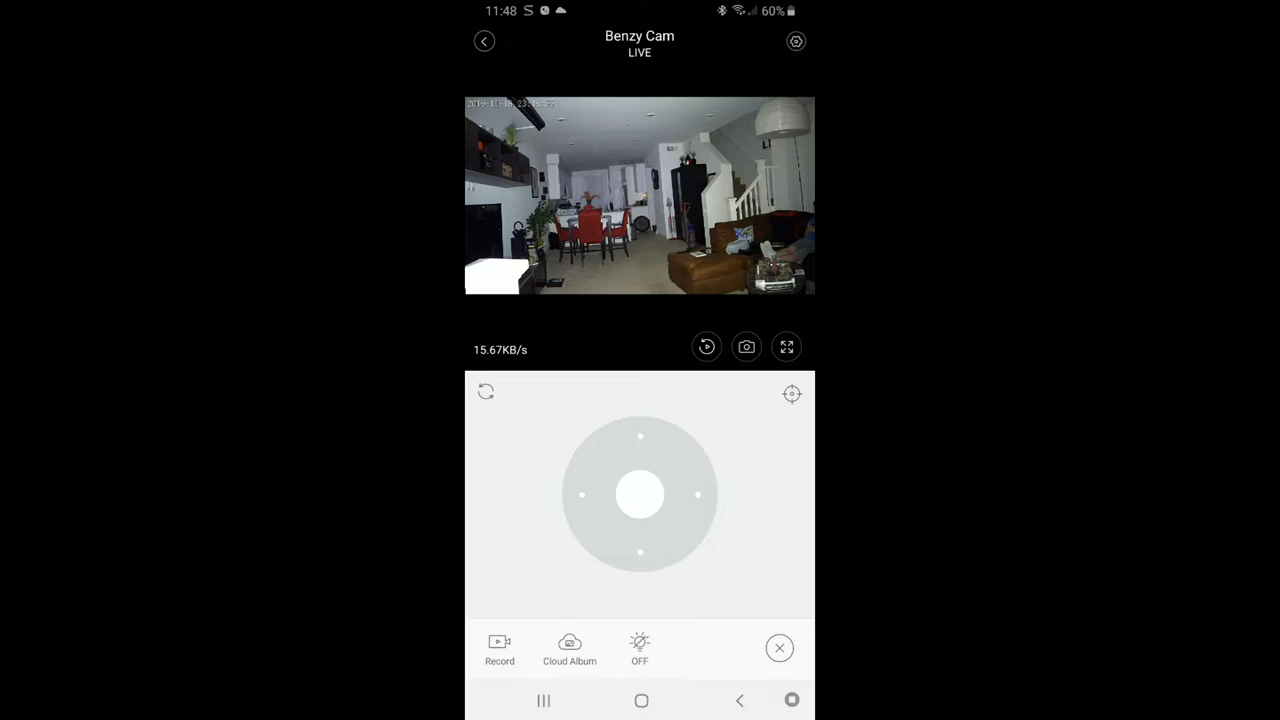 11:48
60%
Benzy Cam
LIVE
15.67KB/s
Record
Cloud Album
OFF